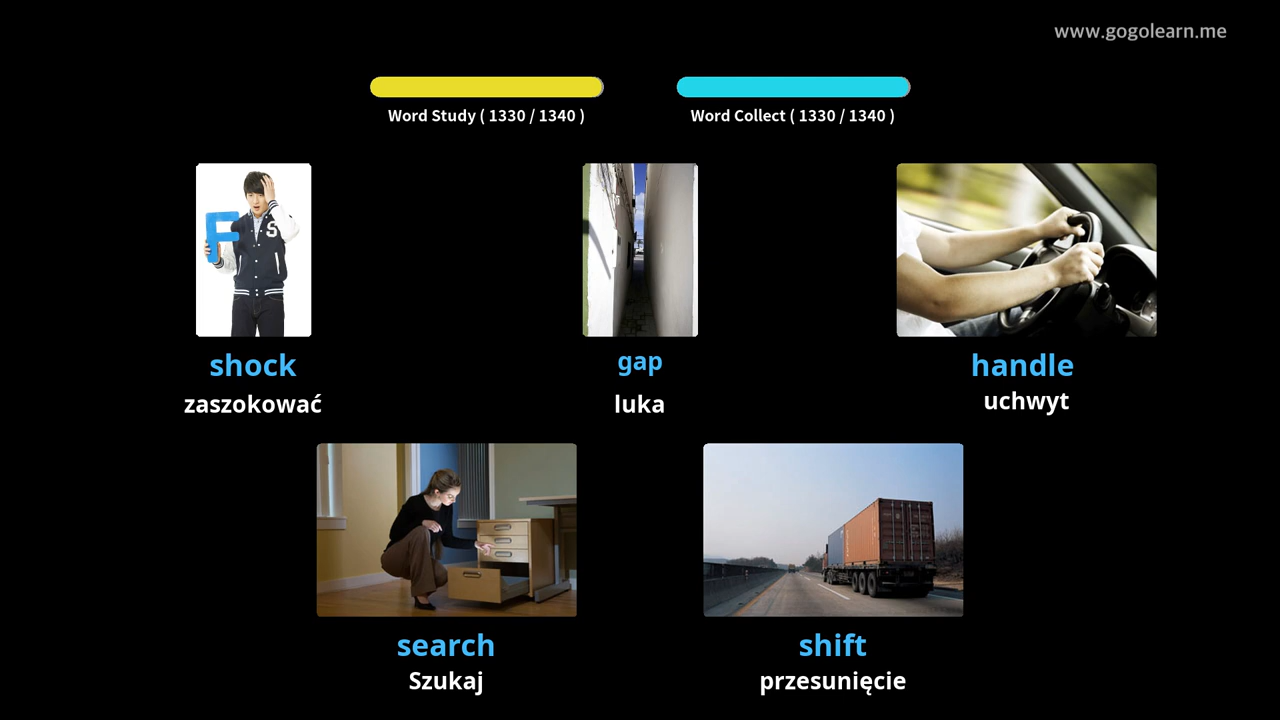 www.gogolearn.me
Word Study ( 1330 / 1340 )
Word Collect ( 1330 / 1340 )
F
S
shock
gap
handle
zaszokować
luka
uchwyt
search
shift
Szukaj
przesunięcie